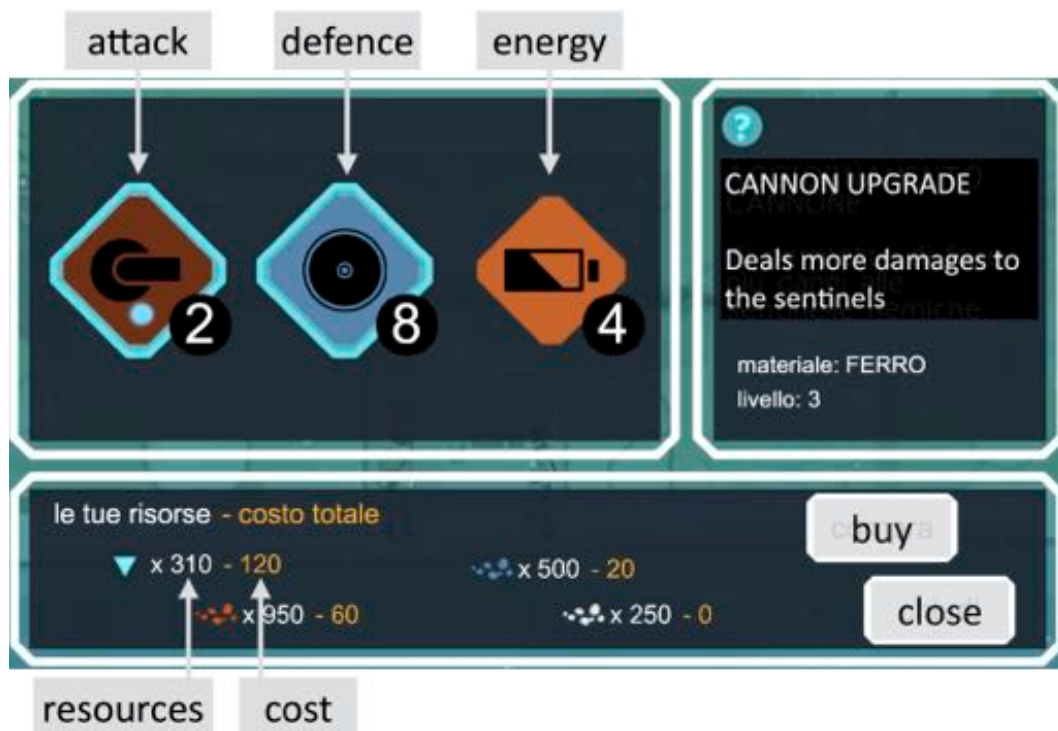 attack
defence
energy
2
8
4
?
CANNON UPGRADE
Deals more damages to
the sentinels
materiale: FERRO
livello: 3
le tue risorse - costo totale
x 310 - 120
x 500 - 20
x 950 - 60
x 250 - 0
buy
close
resources
cost